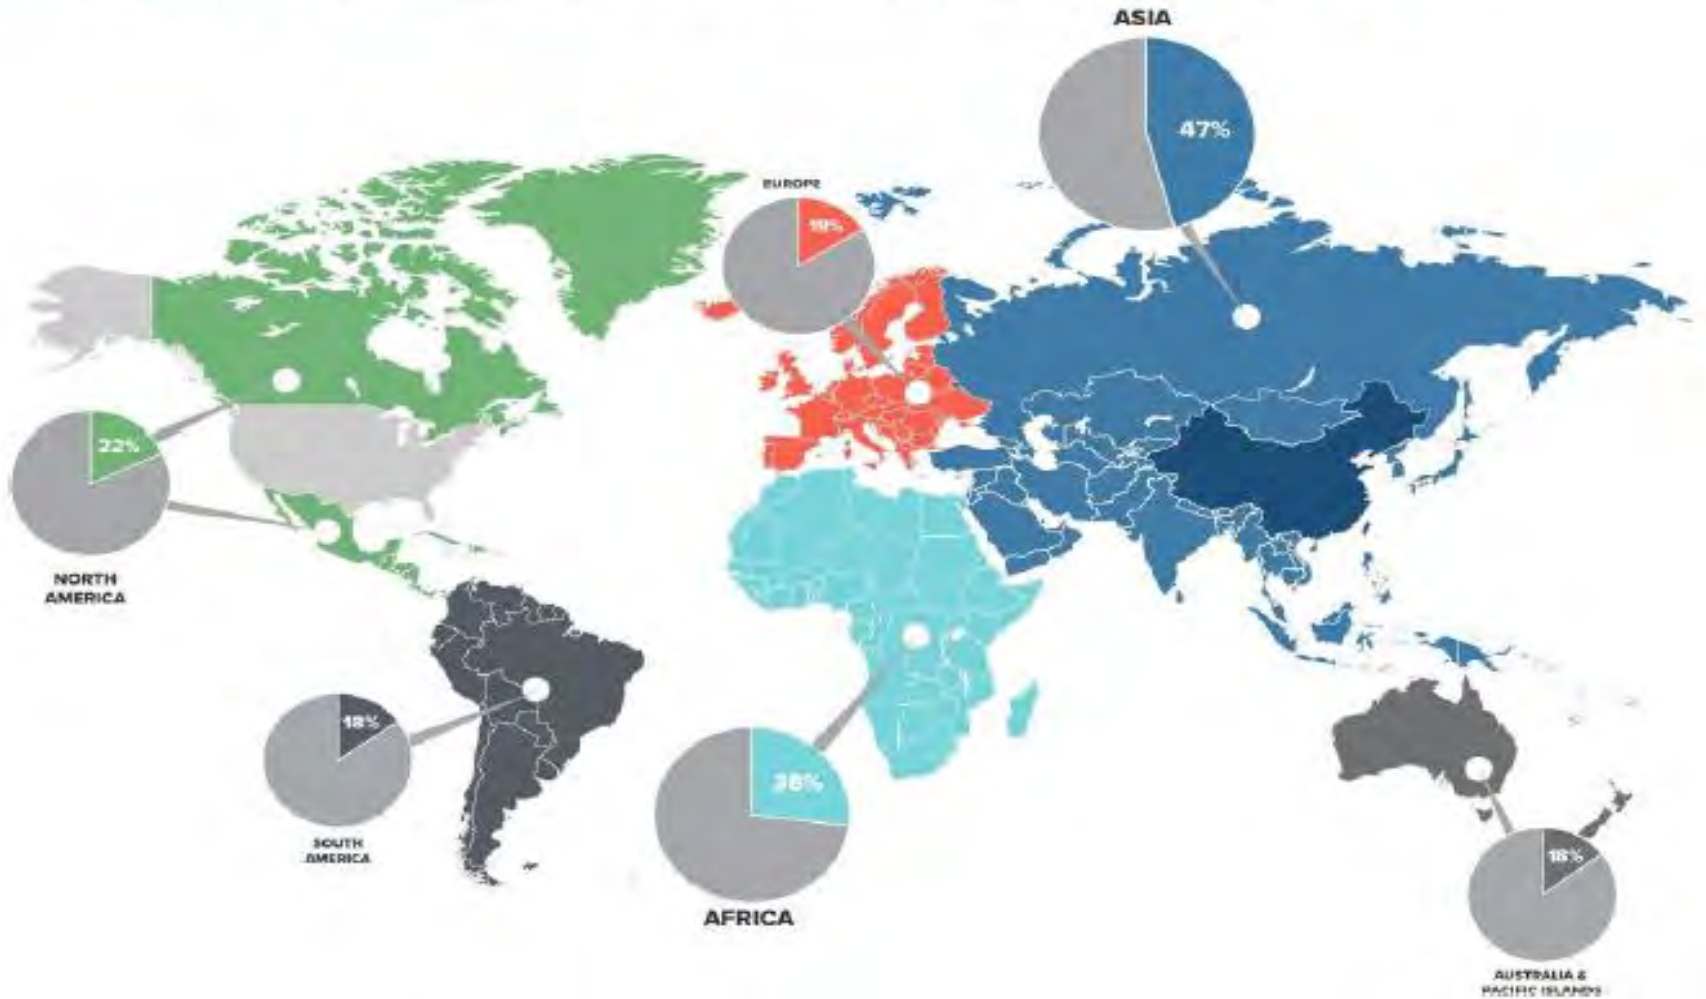 ASIA
47%
EUROPE
19%
22%
NORTH
AMERICA
18%
SOUTH
AMERICA
38%
AFRICA
18%
AUSTRALIA &
PACIFIC ISLANDS